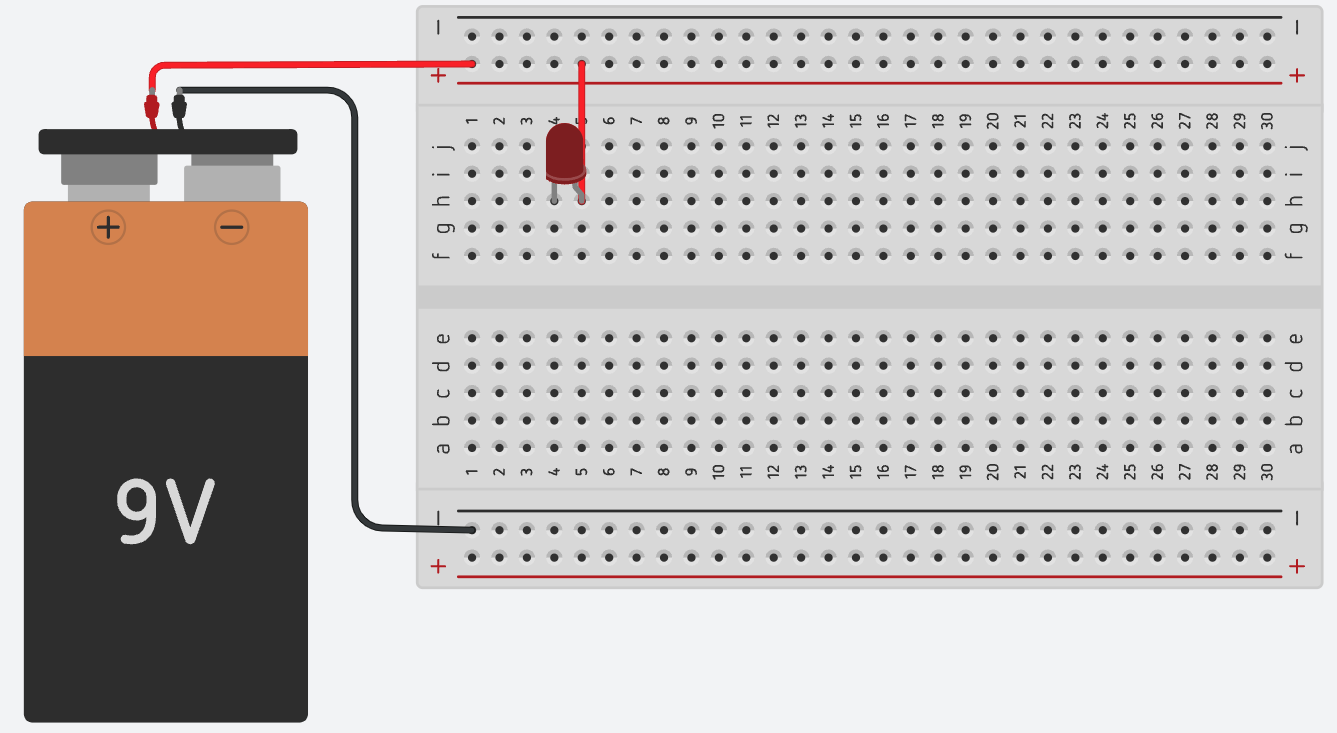 − −
+ +
1 2 3 4 5 6 7 8 9 10 11 12 13 14 15 16 17 18 19 20 21 22 23 24 25 26 27 28 29 30
j j
i i
h h
g g
f f
+ −
e e
d d
c c
b b
a a
1 2 3 4 5 6 7 8 9 10 11 12 13 14 15 16 17 18 19 20 21 22 23 24 25 26 27 28 29 30
9V
− −
+ +